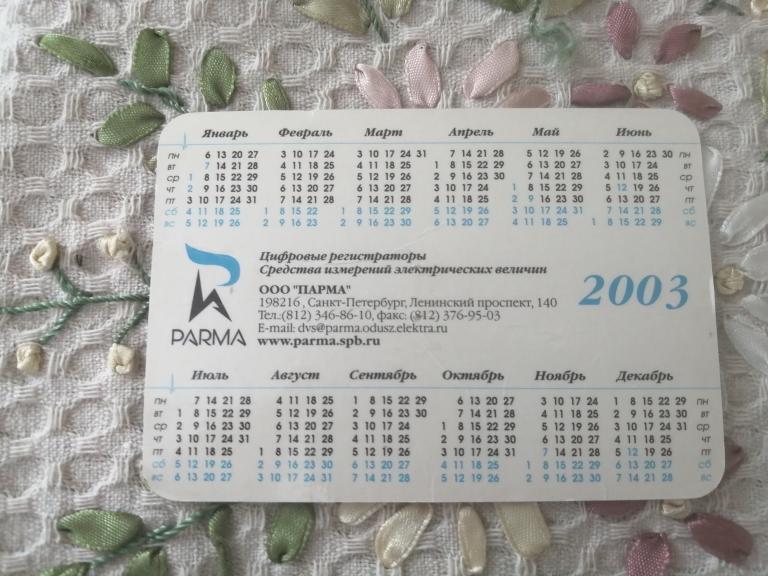 Январь Февраль Март Апрель Май Июнь
пн 6 13 20 27 3 10 17 24 3 10 17 24 31 7 14 21 28 5 12 19 26 2 9 16 23 30 пн
вт 7 14 21 28 4 11 18 25 4 11 18 25 1 8 15 22 29 6 13 20 27 3 10 17 24 вт
ср 1 8 15 22 29 5 12 19 26 5 12 19 26 2 9 16 23 30 7 14 21 28 4 11 18 25 ср
чт 2 9 16 23 30 6 13 20 27 6 13 20 27 3 10 17 24 1 8 15 22 29 5 12 19 26 чт
пт 3 10 17 24 31 7 14 21 28 7 14 21 28 4 11 18 25 2 9 16 23 30 6 13 20 27 пт
сб 4 11 18 25 1 8 15 22 1 8 15 22 29 5 12 19 26 3 10 17 24 31 7 14 21 28 сб
вс 5 12 19 26 2 9 16 23 2 9 16 23 30 6 13 20 27 4 11 18 25 1 8 15 22 29 вс
Цифровые регистраторы
Средства измерений электрических величин
ООО "ПАРМА"
198216 , Санкт-Петербург, Ленинский проспект, 140
Тел.:(812) 346-86-10, факс: (812) 376-95-03
E-mail: dvs@parma.odusz.elektra.ru
www.parma.spb.ru
PARMA
2003
Июль Август Сентябрь Октябрь Ноябрь Декабрь
пн 7 14 21 28 4 11 18 25 1 8 15 22 29 6 13 20 27 3 10 17 24 1 8 15 22 29 пн
вт 1 8 15 22 29 5 12 19 26 2 9 16 23 30 7 14 21 28 4 11 18 25 2 9 16 23 30 вт
ср 2 9 16 23 30 6 13 20 27 3 10 17 24 1 8 15 22 29 5 12 19 26 3 10 17 24 31 ср
чт 3 10 17 24 31 7 14 21 28 4 11 18 25 2 9 16 23 30 6 13 20 27 4 11 18 25 чт
пт 4 11 18 25 1 8 15 22 29 5 12 19 26 3 10 17 24 31 7 14 21 28 5 12 19 26 пт
сб 5 12 19 26 2 9 16 23 30 6 13 20 27 4 11 18 25 1 8 15 22 29 6 13 20 27 сб
вс 6 13 20 27 3 10 17 24 31 7 14 21 28 5 12 19 26 2 9 16 23 30 7 14 21 28 вс